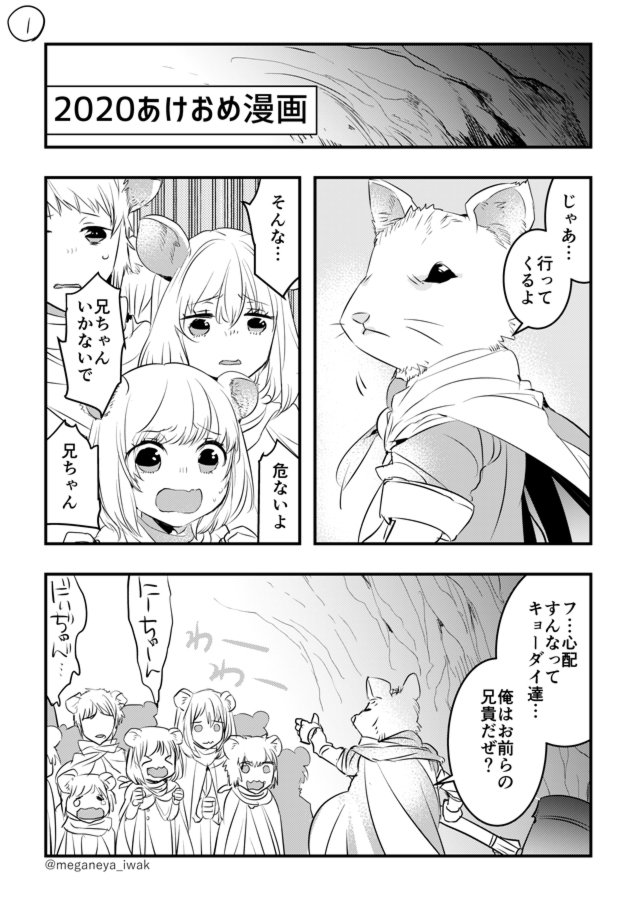 1
2020あけおめ漫画
じゃあ…
行って
くるよ
そんな…
兄ちゃん
いかないで
危ないよ
兄ちゃん
フ…心配
すんなって
キョーダイ達…
俺はお前らの
兄貴だぜ？
わー
わー
にーちゃーん
にいぢゃん…
@meganeya_iwak